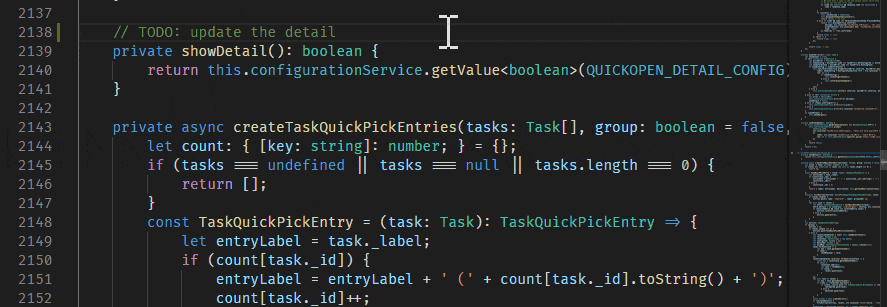 2137
2138 // TODO: update the detail
2139 private showDetail(): boolean {
2140 return this.configurationService.getValue<boolean>(QUICKOPEN_DETAIL_CONFIG)
2141 }
2142
2143 private async createTaskQuickPickEntries(tasks: Task[], group: boolean = false,
2144 let count: { [key: string]: number; } = {};
2145 if (tasks === undefined || tasks === null || tasks.length === 0) {
2146 return [];
2147 }
2148 const TaskQuickPickEntry = (task: Task): TaskQuickPickEntry => {
2149 let entryLabel = task._label;
2150 if (count[task._id]) {
2151 entryLabel = entryLabel + ' (' + count[task._id].toString() + ')';
2152 count[task._id]++;